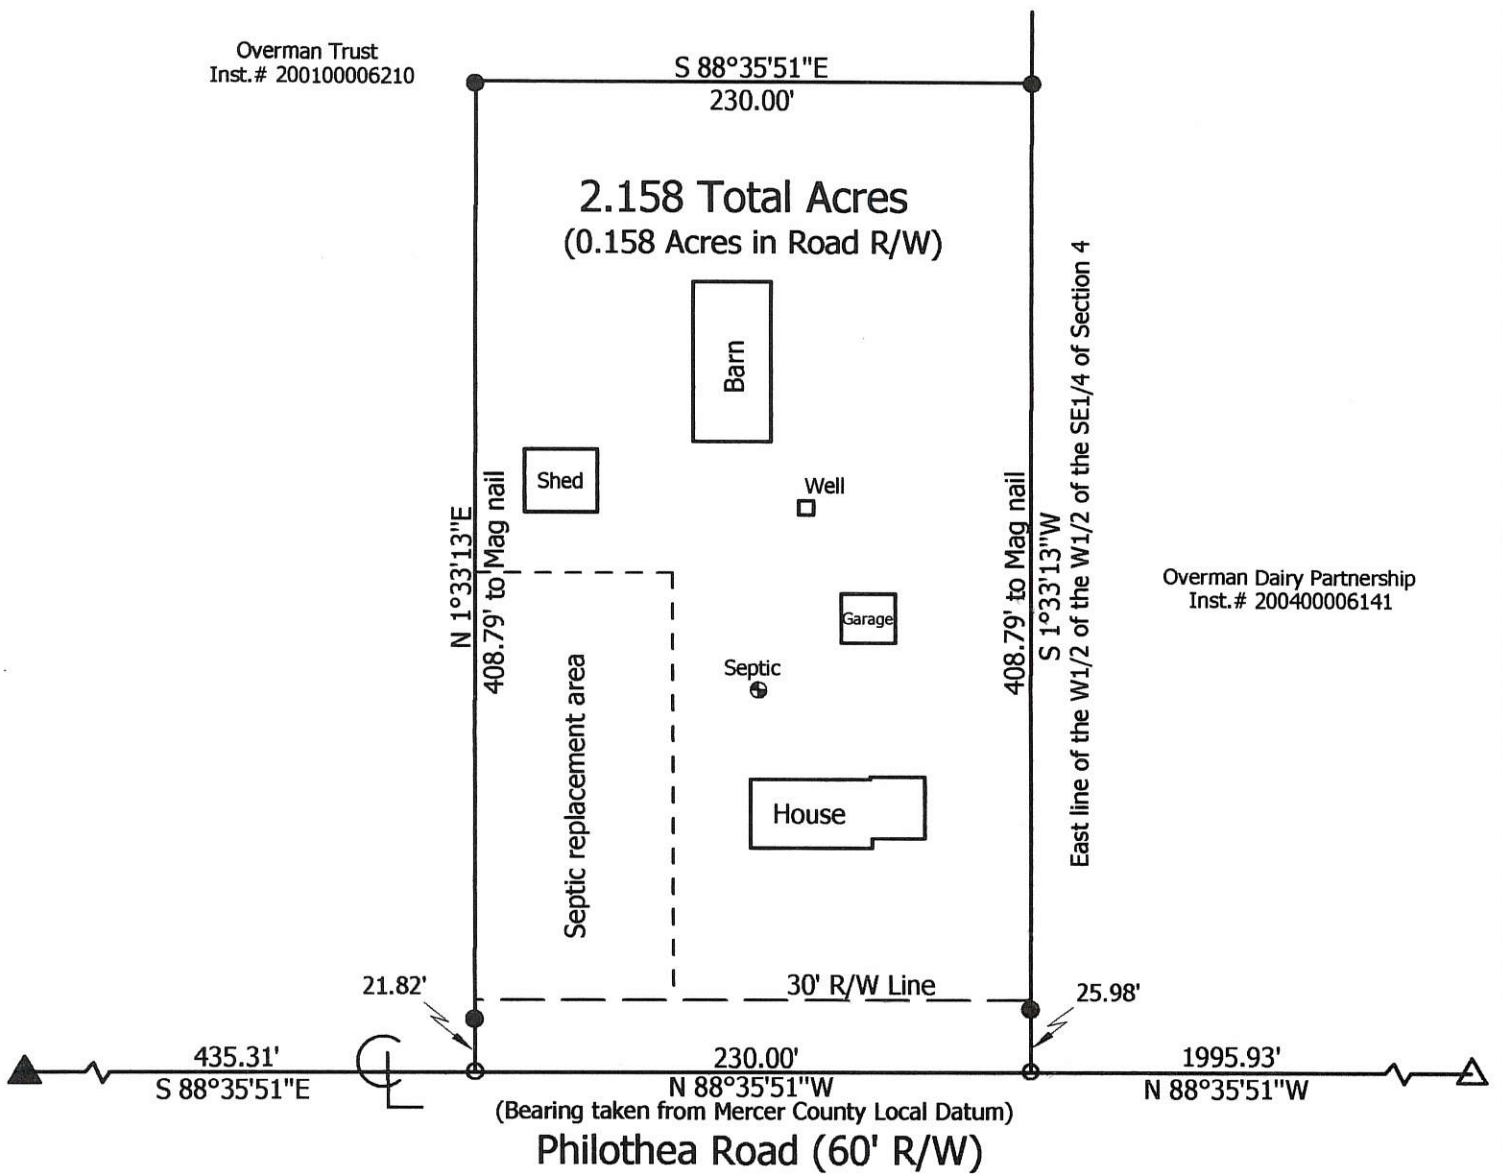 Overman Trust
Inst.# 200100006210
S 88°35'51"E
230.00'
2.158 Total Acres
(0.158 Acres in Road R/W)
Barn
Shed
Well
N 1°33'13"E
408.79' to Mag nail
408.79' to Mag nail
S 1°33'13"W
East line of the W1/2 of the W1/2 of the SE1/4 of Section 4
Overman Dairy Partnership
Inst.# 200400006141
Garage
Septic
Septic replacement area
House
21.82'
30' R/W Line
25.98'
435.31'
S 88°35'51"E
CL
230.00'
N 88°35'51"W
1995.93'
N 88°35'51"W
(Bearing taken from Mercer County Local Datum)
Philothea Road (60' R/W)